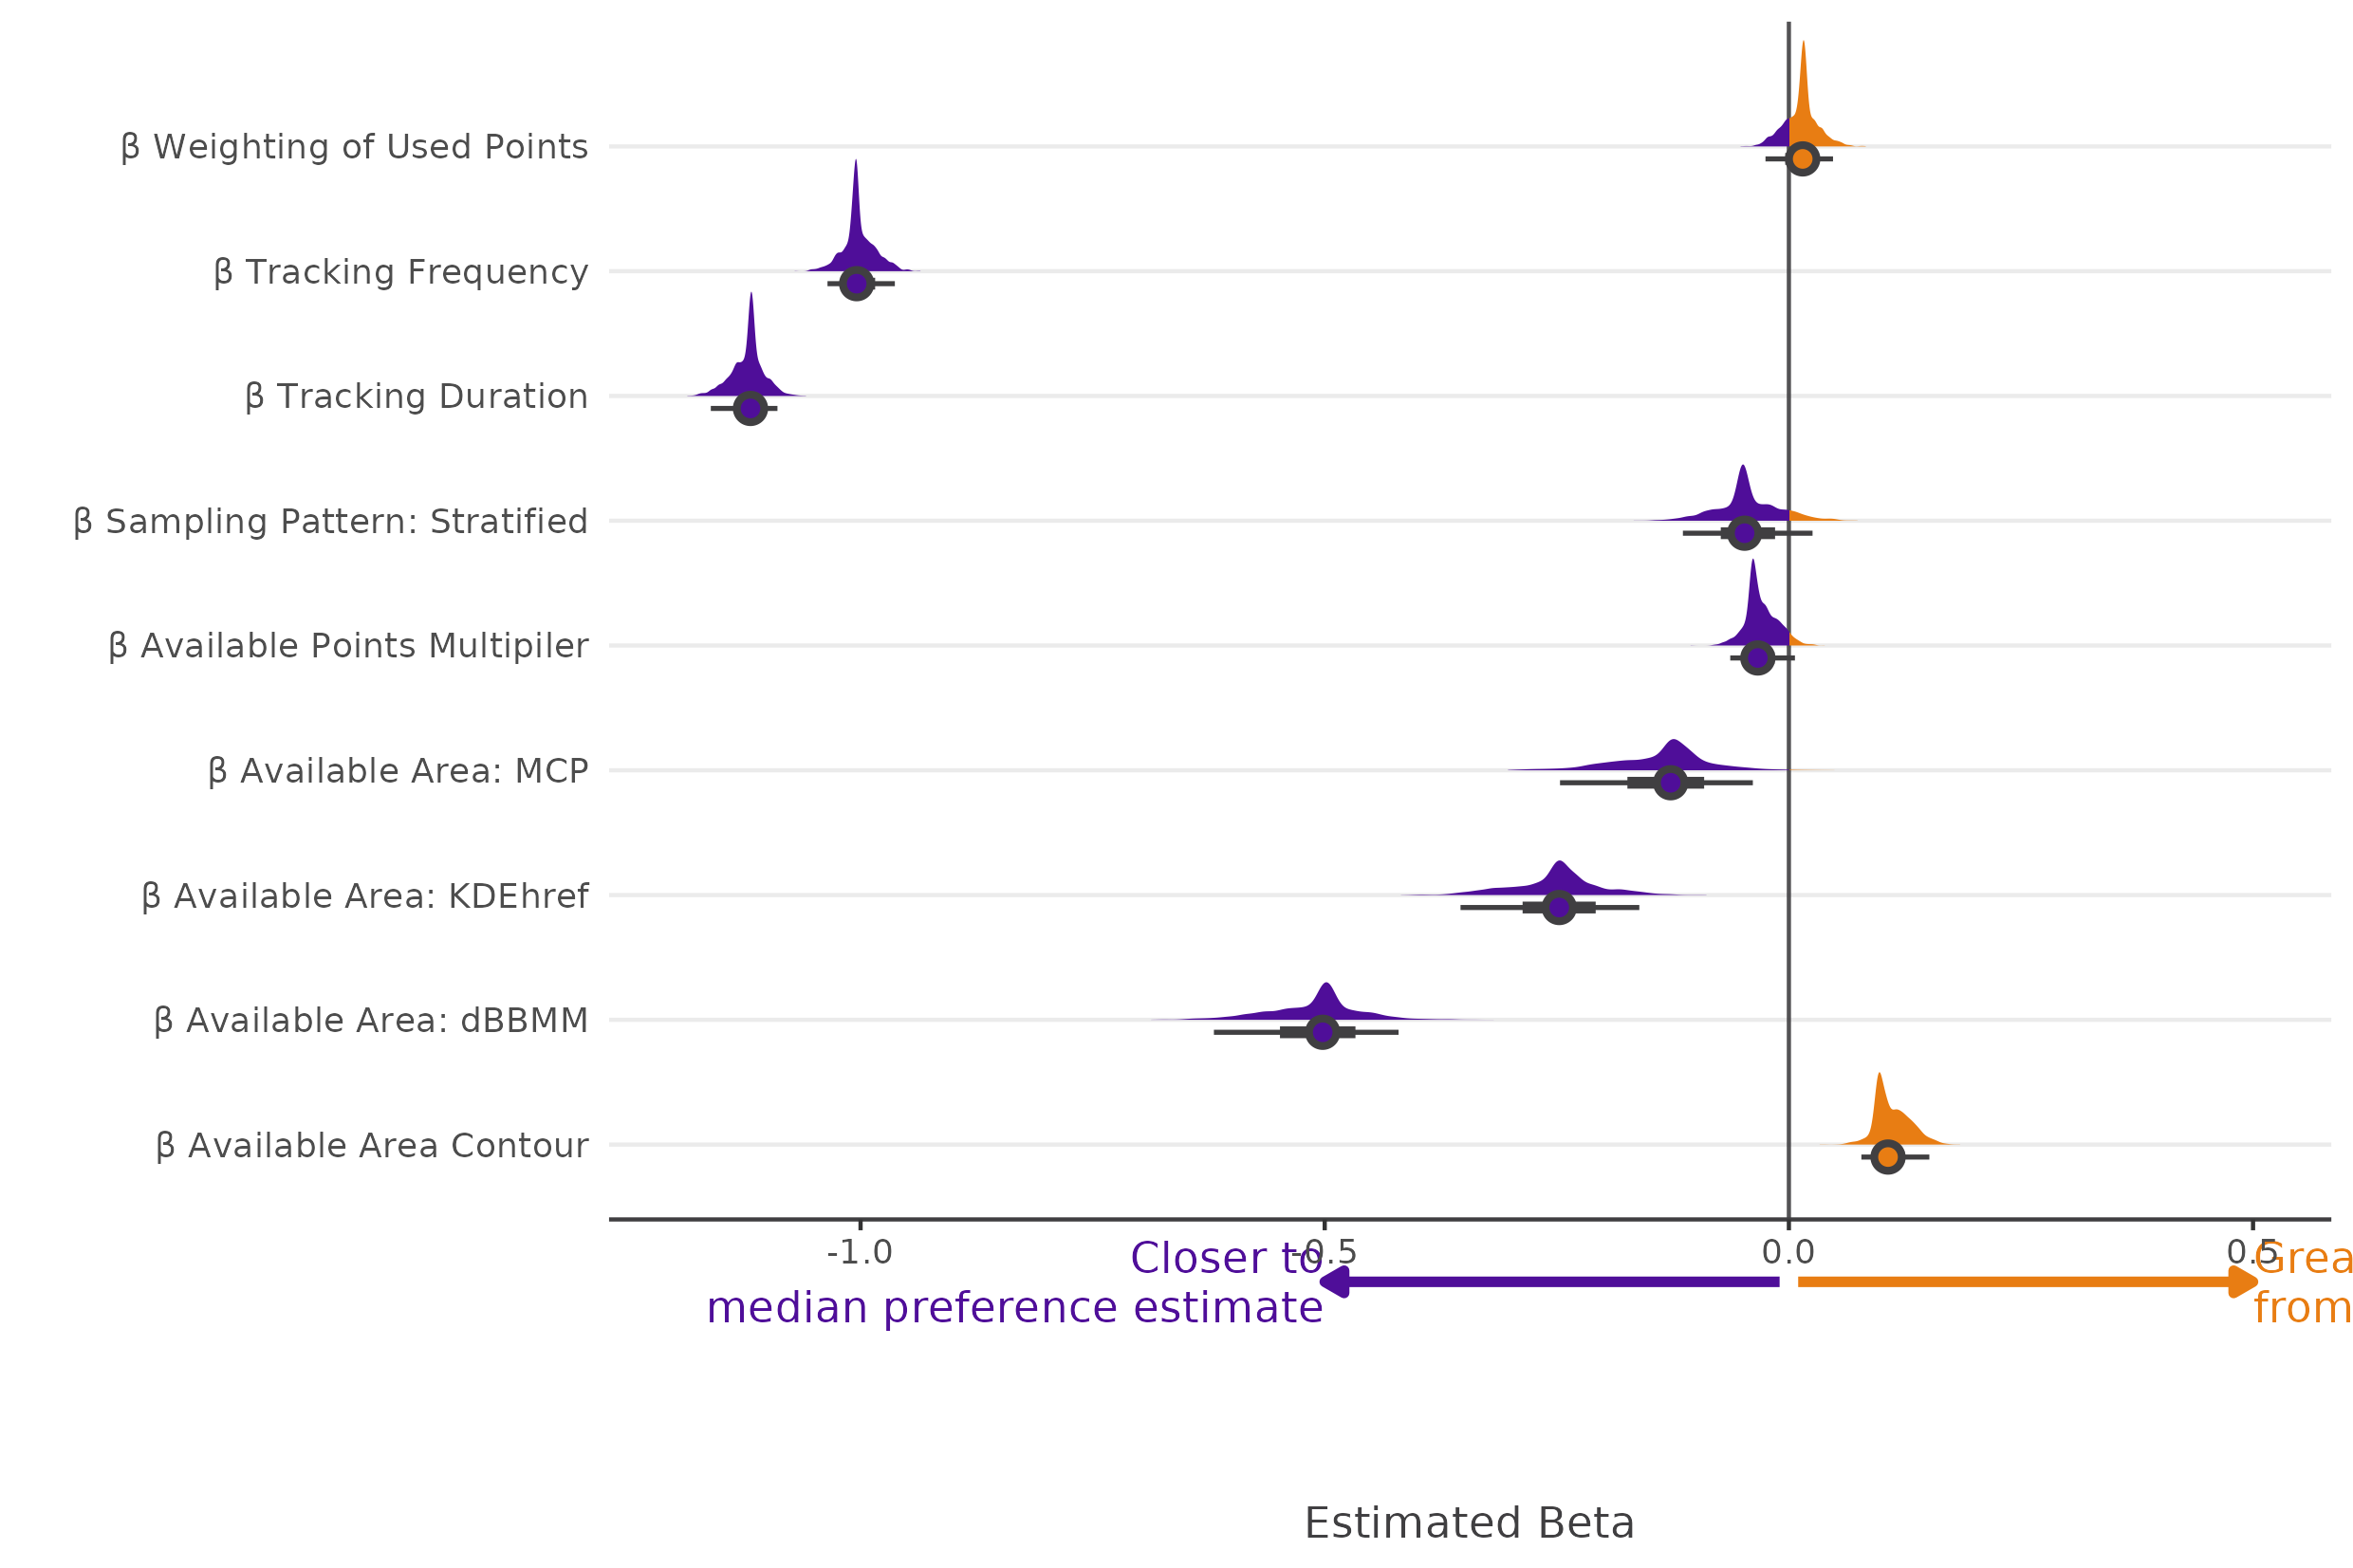 β Weighting of Used Points
β Tracking Frequency
β Tracking Duration
β Sampling Pattern: Stratified
β Available Points Multipiler
β Available Area: MCP
β Available Area: KDEhref
β Available Area: dBBMM
β Available Area Contour
-1.0
-0.5
0.0
0.5
Closer to
median preference estimate
Grea
from
Estimated Beta